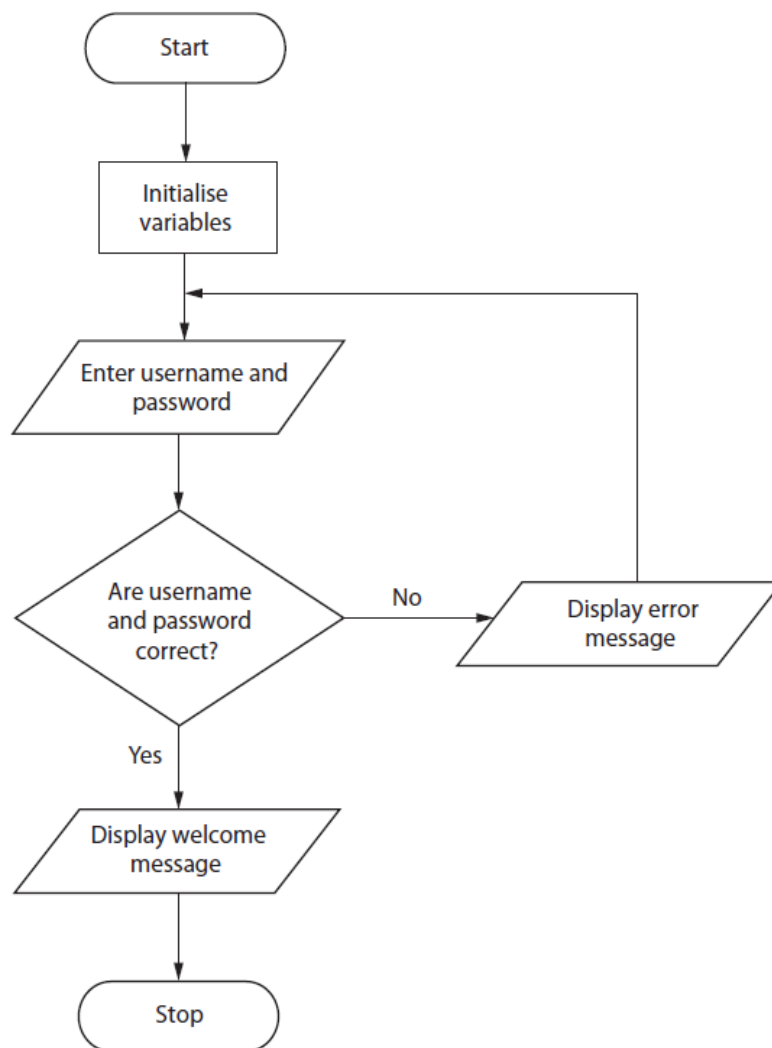 Start
Initialise
variables
Enter username and
password
Are username
and password
correct?
No
Display error
message
Yes
Display welcome
message
Stop